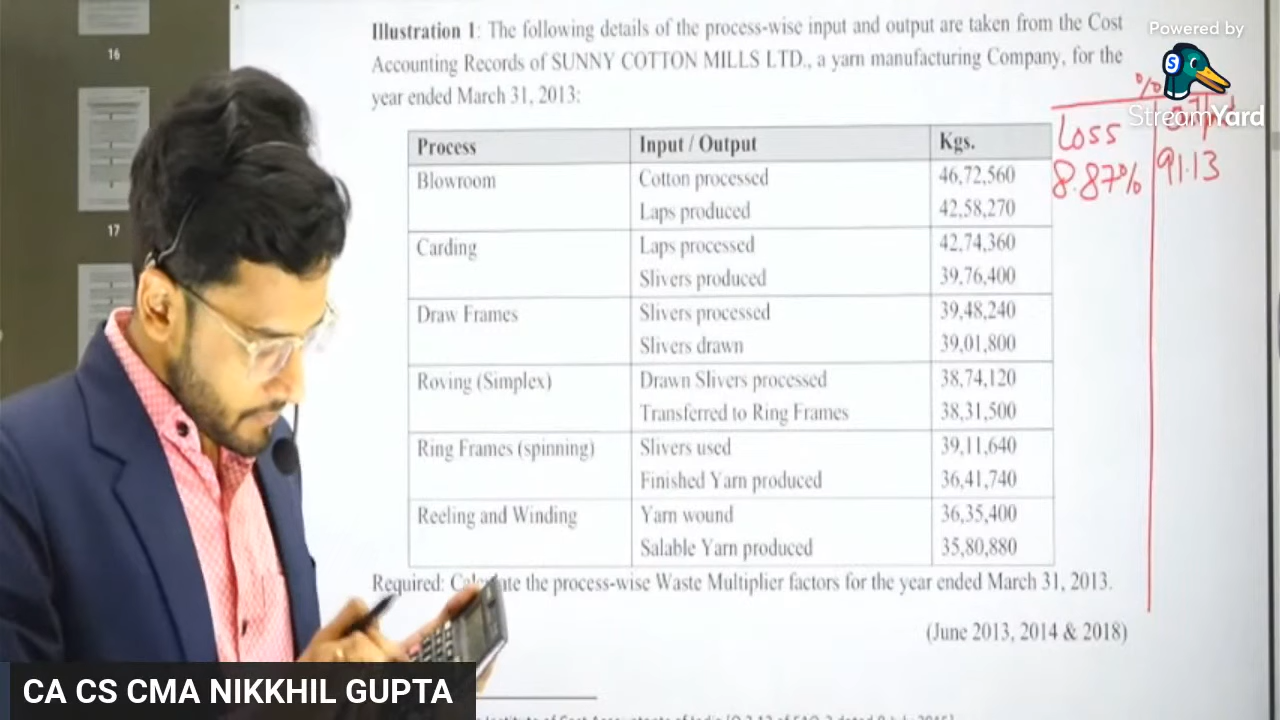 16
17
Illustration 1: The following details of the process-wise input and output are taken from the Cost
Accounting Records of SUNNY COTTON MILLS LTD., a yarn manufacturing Company, for the
year ended March 31, 2013:
Process Input / Output Kgs.
Blowroom Cotton processed 46,72,560
Laps produced 42,58,270
Carding Laps processed 42,74,360
Slivers produced 39,76,400
Draw Frames Slivers processed 39,48,240
Slivers drawn 39,01,800
Roving (Simplex) Drawn Slivers processed 38,74,120
Transferred to Ring Frames 38,31,500
Ring Frames (spinning) Slivers used 39,11,640
Finished Yarn produced 36,41,740
Reeling and Winding Yarn wound 36,35,400
Salable Yarn produced 35,80,880
Required: Calculate the process-wise Waste Multiplier factors for the year ended March 31, 2013.
(June 2013, 2014 & 2018)
%
Loss
8.87% 91.13
Powered by
S
StreamYard
CA CS CMA NIKKHIL GUPTA